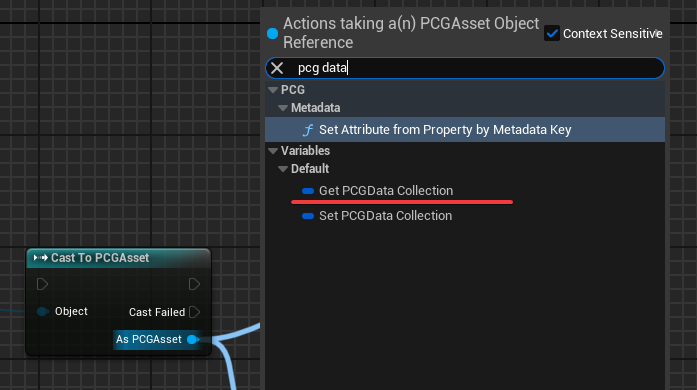 Actions taking a(n) PCGAsset Object
Reference
Context Sensitive
pcg data
PCG
Metadata
Set Attribute from Property by Metadata Key
Variables
Default
Get PCGData Collection
Set PCGData Collection
Cast To PCGAsset
Object
Cast Failed
As PCGAsset